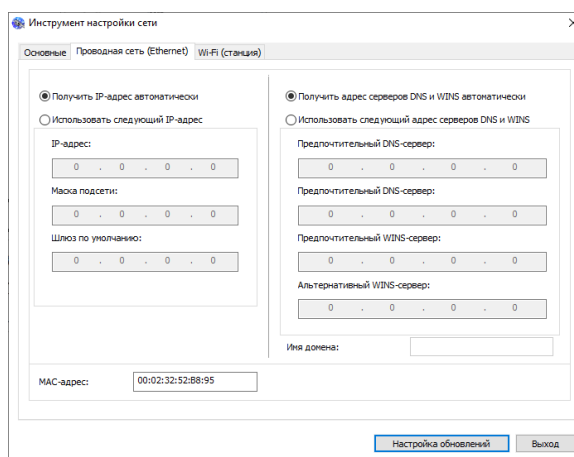 Инструмент настройки сети
Основные Проводная сеть (Ethernet) Wi-Fi (станция)
Получить IP-адрес автоматически
Использовать следующий IP-адрес
IP-адрес:
0 . 0 . 0 . 0
Маска подсети:
0 . 0 . 0 . 0
Шлюз по умолчанию:
0 . 0 . 0 . 0
Получить адрес серверов DNS и WINS автоматически
Использовать следующий адрес серверов DNS и WINS
Предпочтительный DNS-сервер:
0 . 0 . 0 . 0
Предпочтительный DNS-сервер:
0 . 0 . 0 . 0
Предпочтительный WINS-сервер:
0 . 0 . 0 . 0
Альтернативный WINS-сервер:
0 . 0 . 0 . 0
Имя домена:
MAC-адрес: 00:02:32:52:B8:95
Настройка обновлений Выход